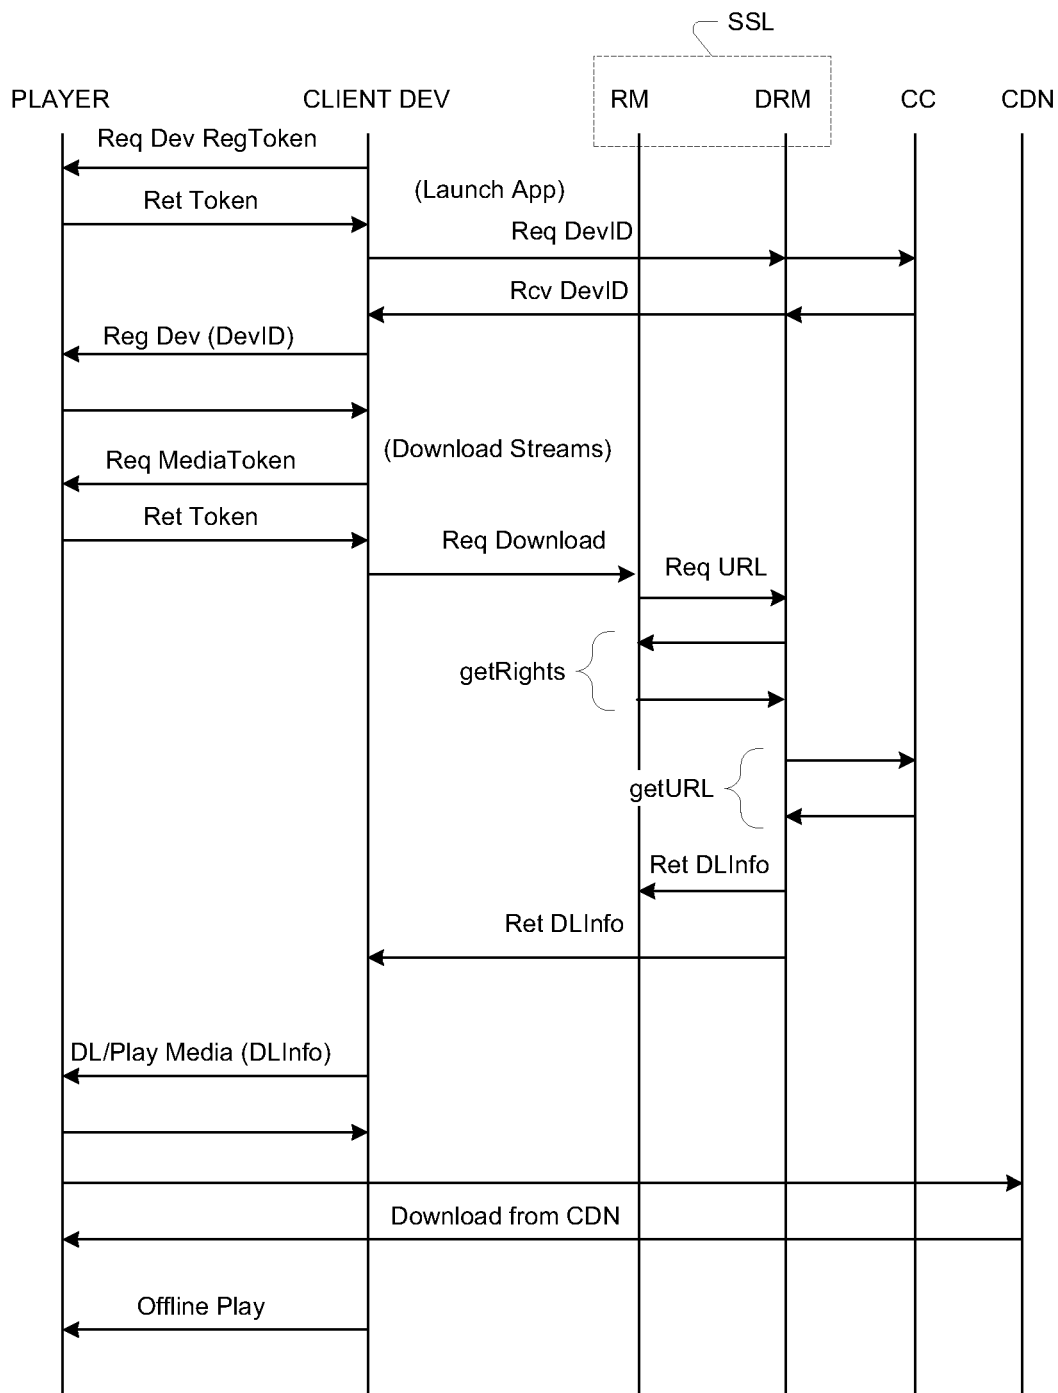 SSL
PLAYER
CLIENT DEV
RM
DRM
CC
CDN
Req Dev RegToken
(Launch App)
Ret Token
Req DevID
Rcv DevID
Reg Dev (DevID)
(Download Streams)
Req MediaToken
Ret Token
Req Download
Req URL
getRights
getURL
Ret DLInfo
Ret DLInfo
DL/Play Media (DLInfo)
Download from CDN
Offline Play